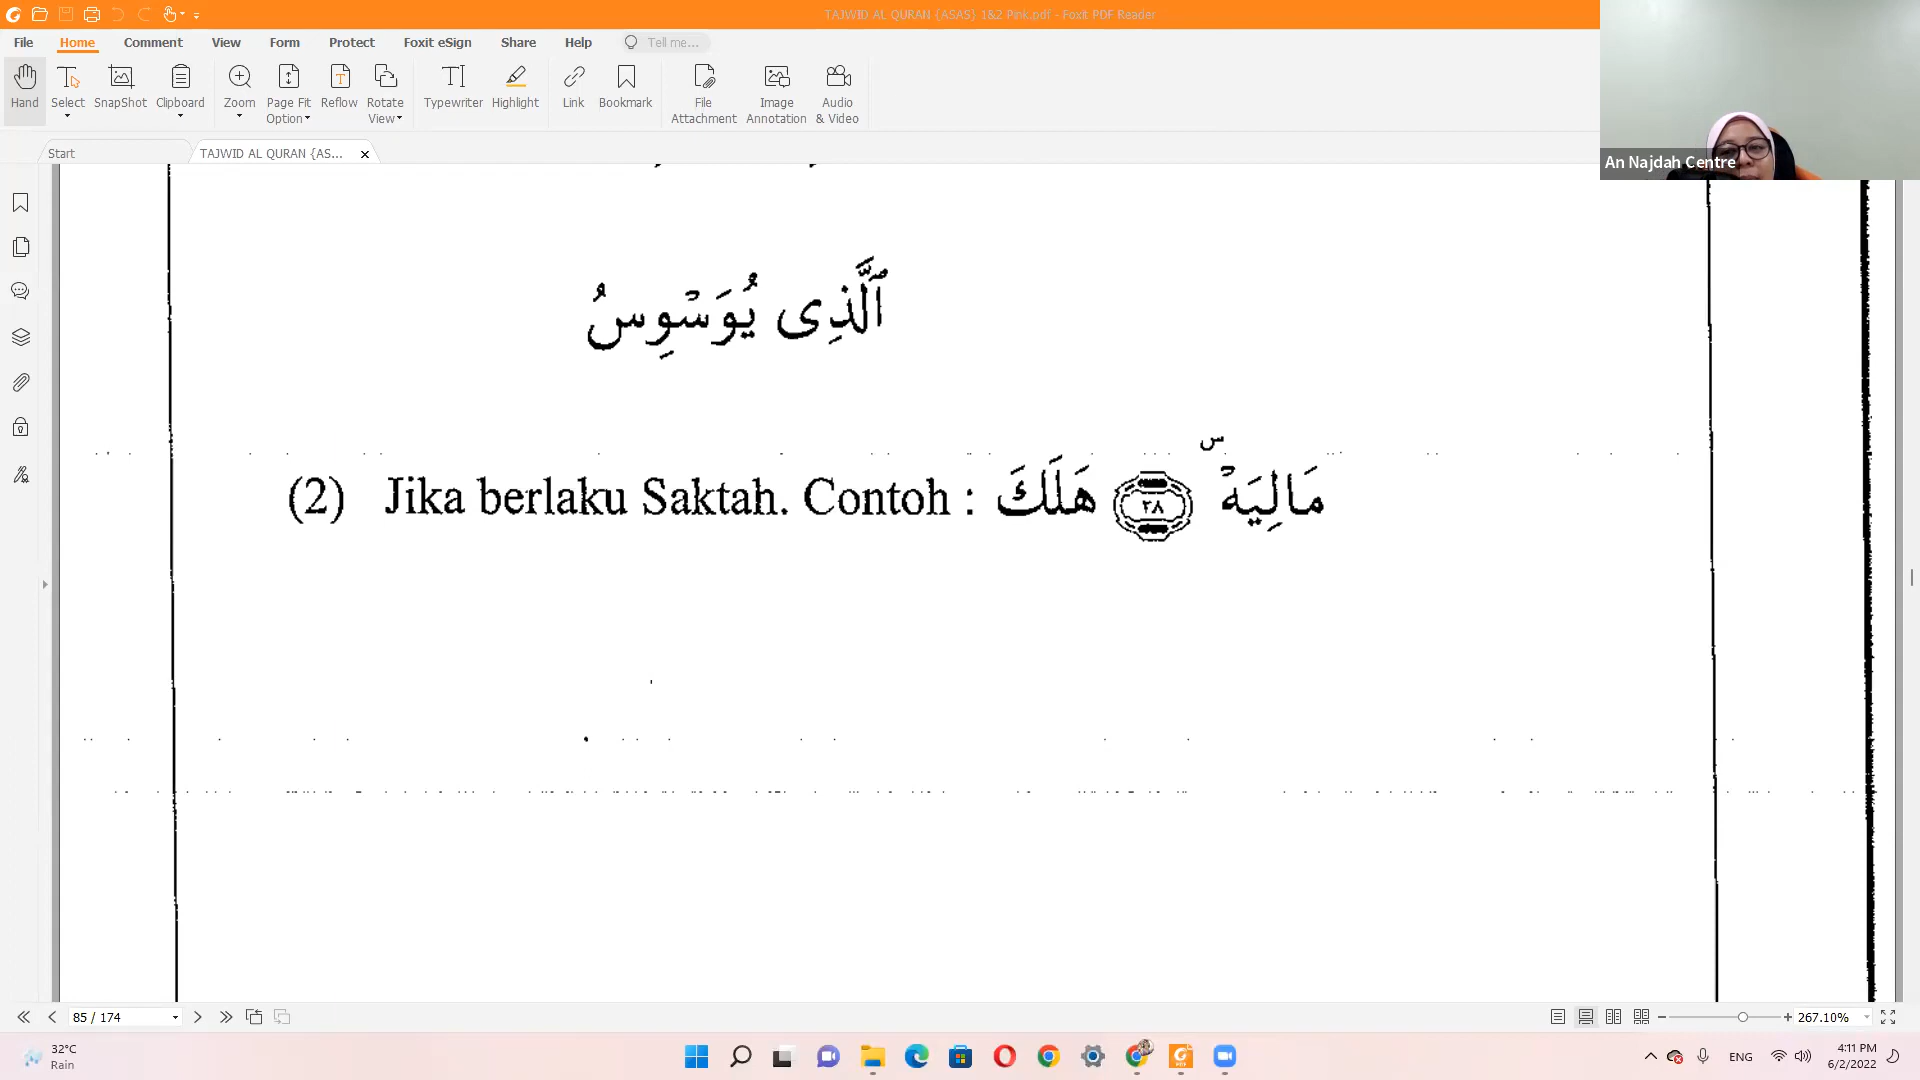 TAJWID AL QURAN {ASAS} 1&2 Pink.pdf - Foxit PDF Reader
File Home Comment View Form Protect Foxit eSign Share Help Tell me...
Hand Select SnapShot Clipboard Zoom Page Fit Option Reflow Rotate View Typewriter Highlight Link Bookmark File Attachment Image Annotation Audio & Video
Start TAJWID AL QURAN {AS...
An Najdah Centre
ٱلَّذِى يُوَسْوِسُ
(2) Jika berlaku Saktah. Contoh : مَالِيَهْ ۜ ٢٨ هَلَكَ
85 / 174
267.10%
32°C
Rain
ENG
4:11 PM
6/2/2022